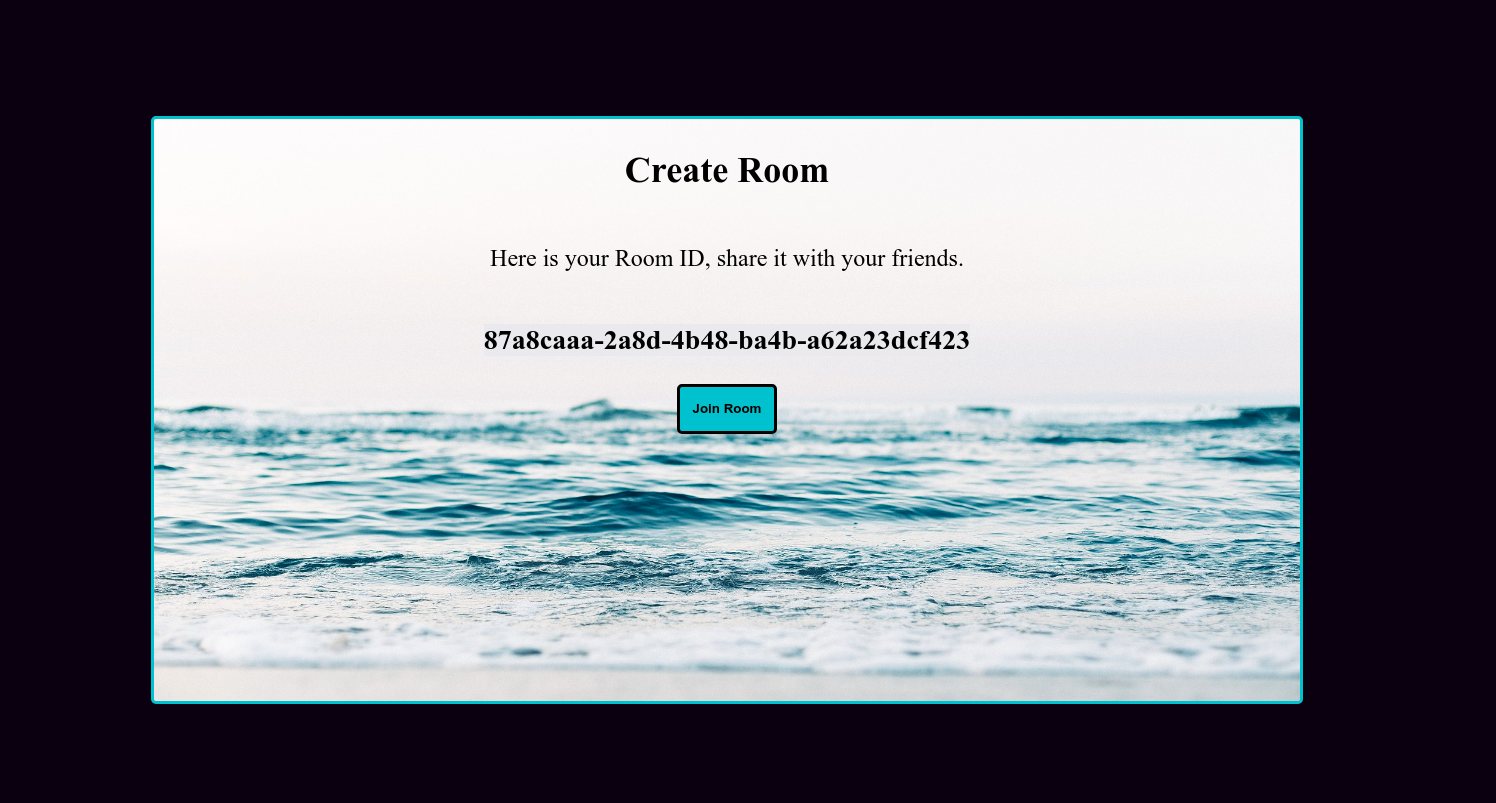 Create Room
Here is your Room ID, share it with your friends.
87a8caaa-2a8d-4b48-ba4b-a62a23dcf423
Join Room